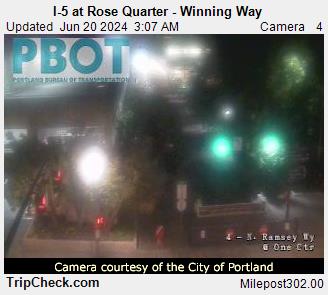 I-5 at Rose Quarter - Winning Way
Updated Jun 20 2024 3:07 AM Camera 4
PBOT
PORTLAND BUREAU OF TRANSPORTATION
4 - N. Ramsey Wy
@ One Ctr
Camera courtesy of the City of Portland
TripCheck.com Milepost302.00